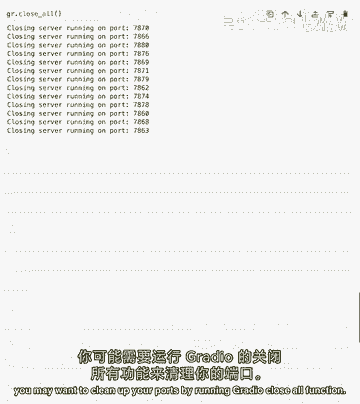 gr.close_all()
Closing server running on port: 7870
Closing server running on port: 7866
Closing server running on port: 7880
Closing server running on port: 7876
Closing server running on port: 7869
Closing server running on port: 7871
Closing server running on port: 7879
Closing server running on port: 7862
Closing server running on port: 7874
Closing server running on port: 7878
Closing server running on port: 7860
Closing server running on port: 7868
Closing server running on port: 7863
你可能需要运行 Gradio 的关闭
所有功能来清理你的端口。
you may want to clean up your ports by running Gradio close all function.